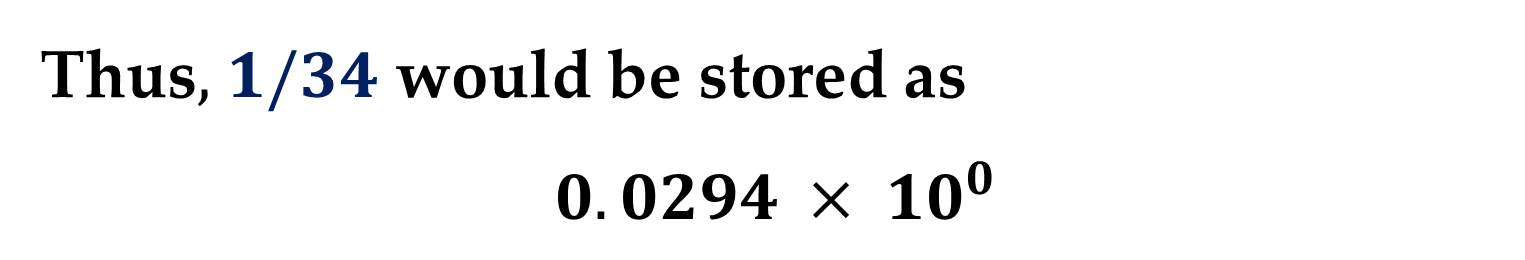 Thus, 1/34 would be stored as
0.0294 × 10⁰